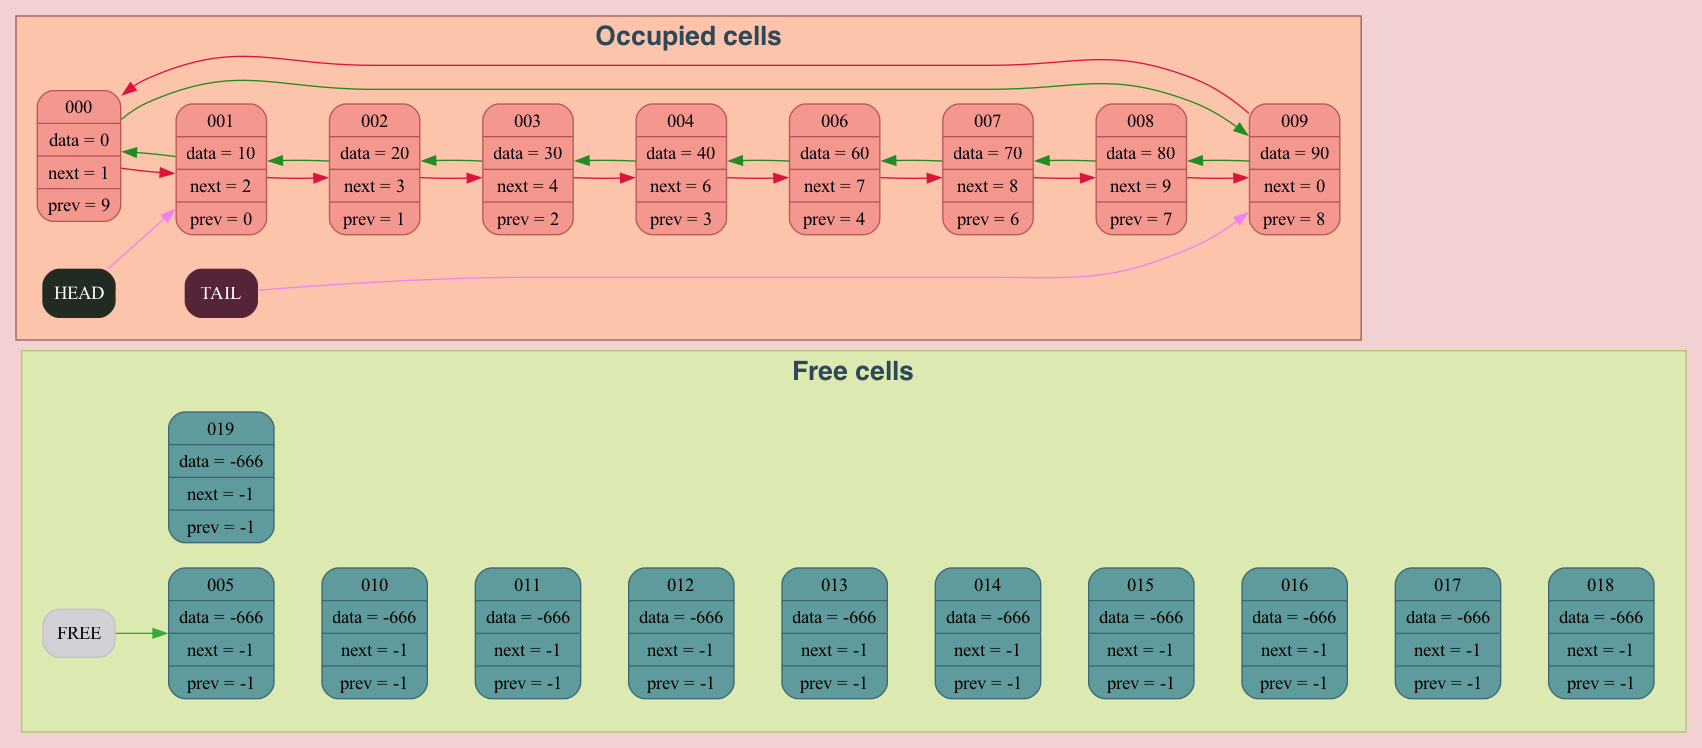 Occupied cells
000
data = 0
next = 1
prev = 9
001
data = 10
next = 2
prev = 0
002
data = 20
next = 3
prev = 1
003
data = 30
next = 4
prev = 2
004
data = 40
next = 6
prev = 3
006
data = 60
next = 7
prev = 4
007
data = 70
next = 8
prev = 6
008
data = 80
next = 9
prev = 7
009
data = 90
next = 0
prev = 8
HEAD
TAIL
Free cells
019
data = -666
next = -1
prev = -1
FREE
005
data = -666
next = -1
prev = -1
010
data = -666
next = -1
prev = -1
011
data = -666
next = -1
prev = -1
012
data = -666
next = -1
prev = -1
013
data = -666
next = -1
prev = -1
014
data = -666
next = -1
prev = -1
015
data = -666
next = -1
prev = -1
016
data = -666
next = -1
prev = -1
017
data = -666
next = -1
prev = -1
018
data = -666
next = -1
prev = -1